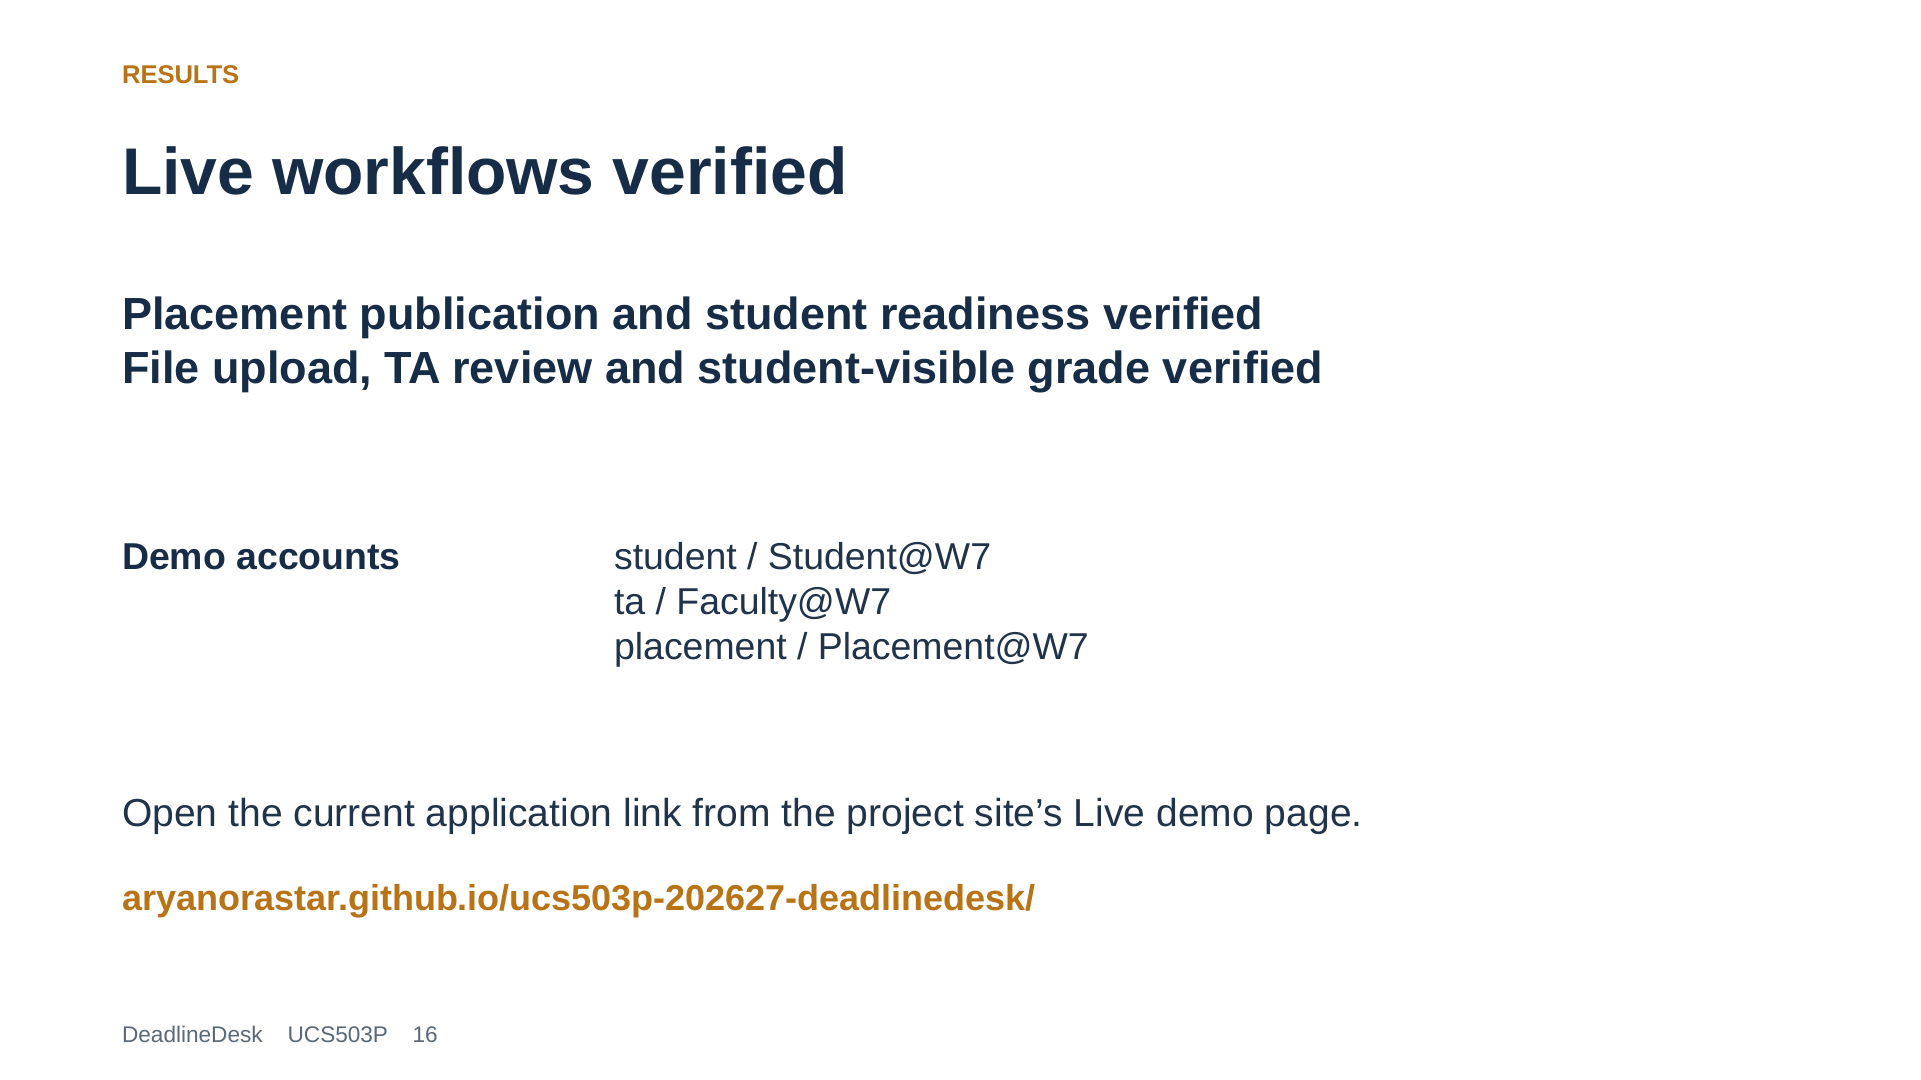 RESULTS
Live workflows verified
Placement publication and student readiness verified
File upload, TA review and student-visible grade verified
Demo accounts
student / Student@W7
ta / Faculty@W7
placement / Placement@W7
Open the current application link from the project site’s Live demo page.
aryanorastar.github.io/ucs503p-202627-deadlinedesk/
DeadlineDesk UCS503P 16